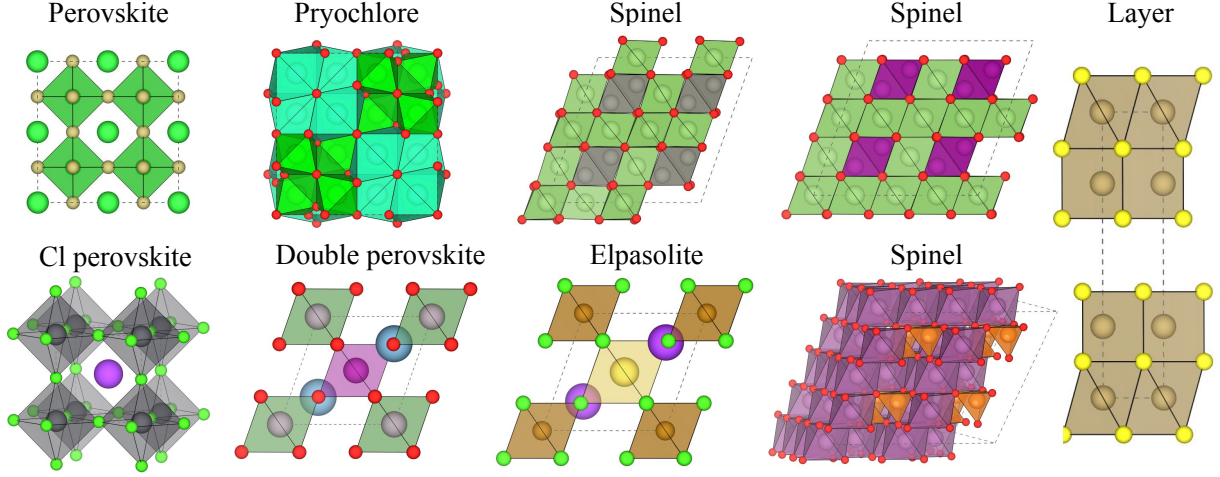 Perovskite
Pryochlore
Spinel
Spinel
Layer
Cl perovskite
Double perovskite
Elpasolite
Spinel